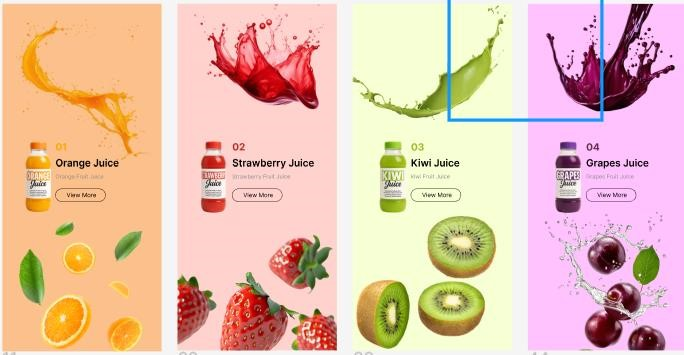 01
Orange Juice
Orange Fruit Juice
View More
ORANGE
Juice
02
Strawberry Juice
Strawberry Fruit Juice
View More
STRAWBERRY
Juice
03
Kiwi Juice
Kiwi Fruit Juice
View More
KIWI
Juice
04
Grapes Juice
Grapes Fruit Juice
View More
GRAPES
Juice